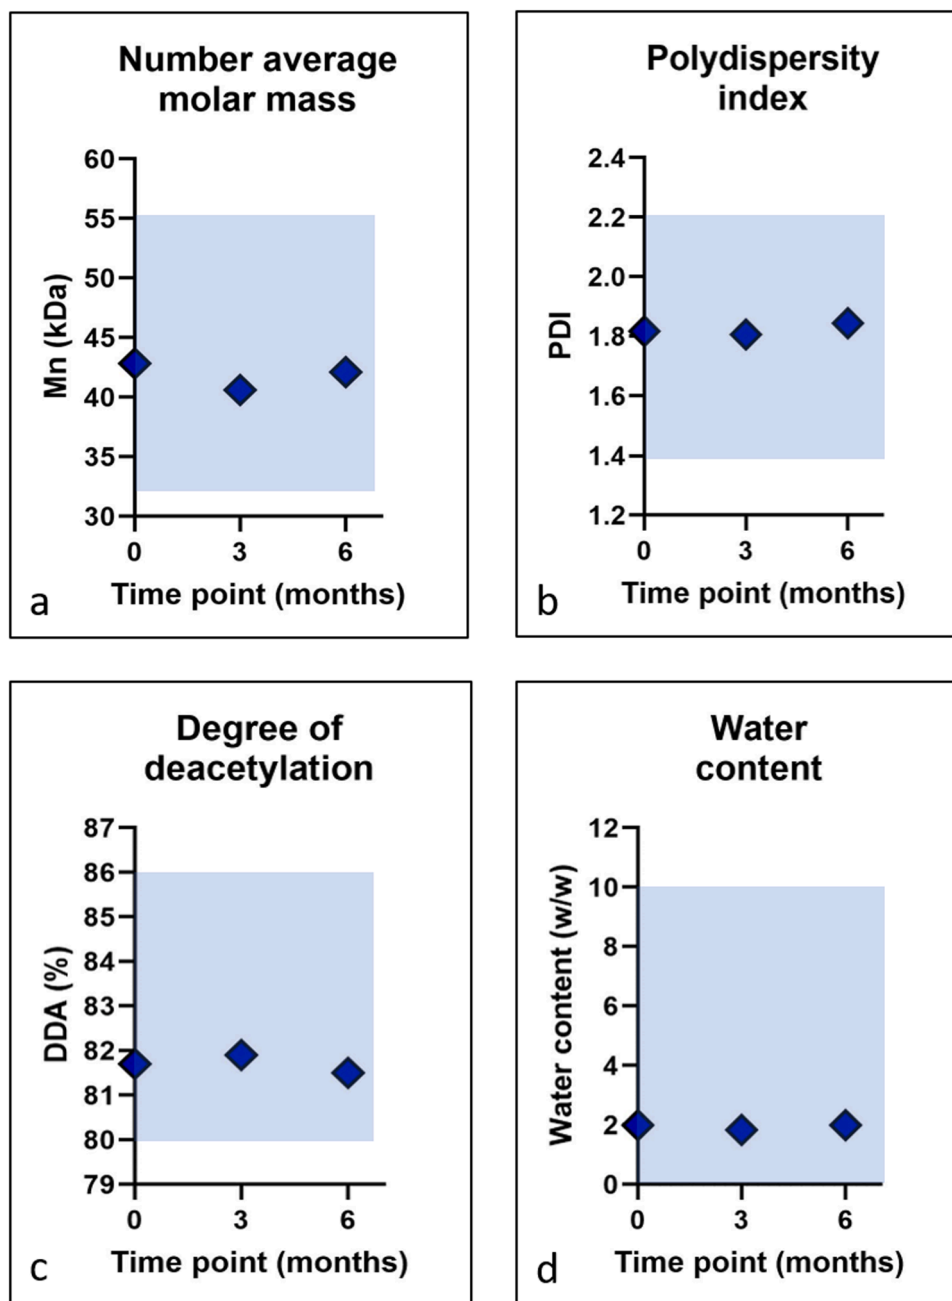 Number average
molar mass
60
55
50
45
40
35
30
Mn (kDa)
0 3 6
Time point (months)
a
Polydispersity
index
2.4
2.2
2.0
1.8
1.6
1.4
1.2
PDI
0 3 6
Time point (months)
b
Degree of
deacetylation
87
86
85
84
83
82
81
80
79
DDA (%)
0 3 6
Time point (months)
c
Water
content
12
10
8
6
4
2
0
Water content (w/w)
0 3 6
Time point (months)
d